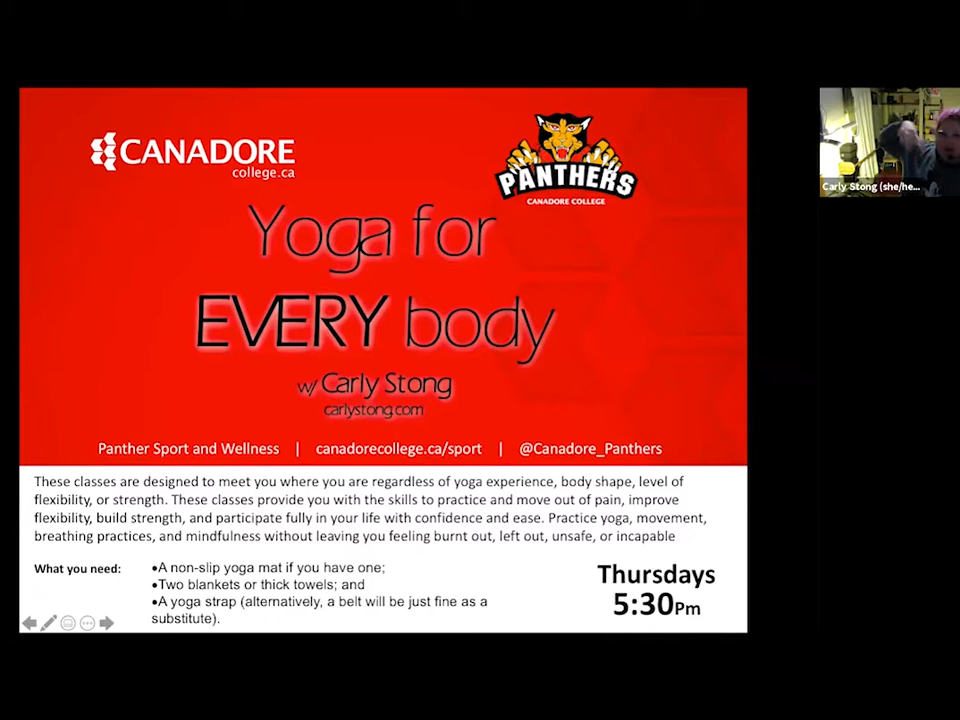 CANADORE
college.ca
PANTHERS
CANADORE COLLEGE
Yoga for
EVERY body
w/ Carly Stong
carlystong.com
Panther Sport and Wellness | canadorecollege.ca/sport | @Canadore_Panthers
These classes are designed to meet you where you are regardless of yoga experience, body shape, level of
flexibility, or strength. These classes provide you with the skills to practice and move out of pain, improve
flexibility, build strength, and participate fully in your life with confidence and ease. Practice yoga, movement,
breathing practices, and mindfulness without leaving you feeling burnt out, left out, unsafe, or incapable
What you need:
•A non-slip yoga mat if you have one;
•Two blankets or thick towels; and
•A yoga strap (alternatively, a belt will be just fine as a
substitute).
Thursdays
5:30Pm
Carly Stong (she/he...